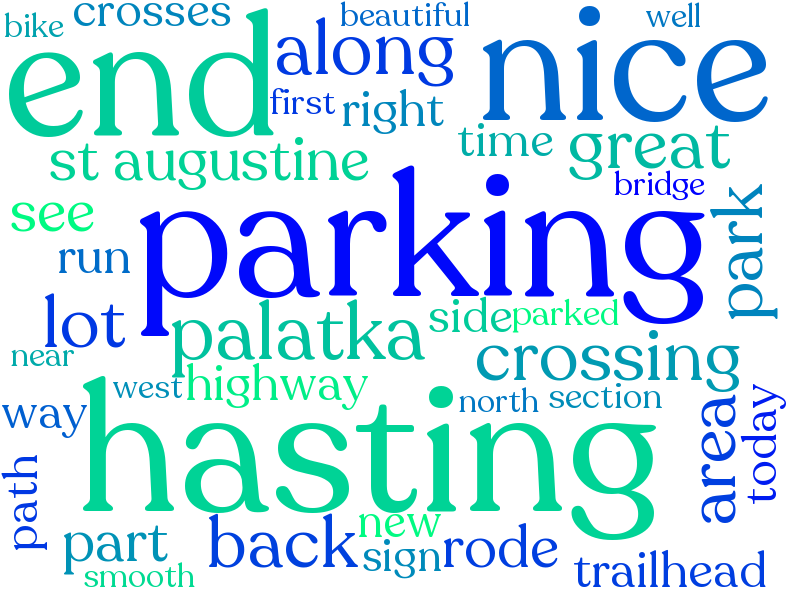 bike crosses beautiful well
end along nice
first right
st augustine time great
bridge
see parking park
run
lot palatka side parked
near crossing
west highway north section
way hasting area today
path
part back new rode
sign
smooth trailhead